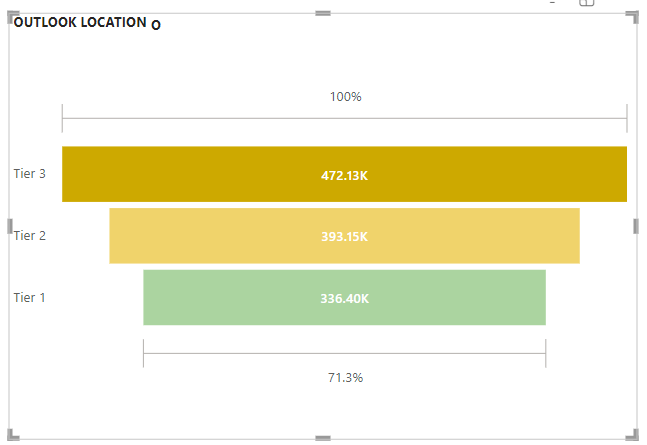 OUTLOOK LOCATION O
100%
Tier 3 472.13K
Tier 2 393.15K
Tier 1 336.40K
71.3%